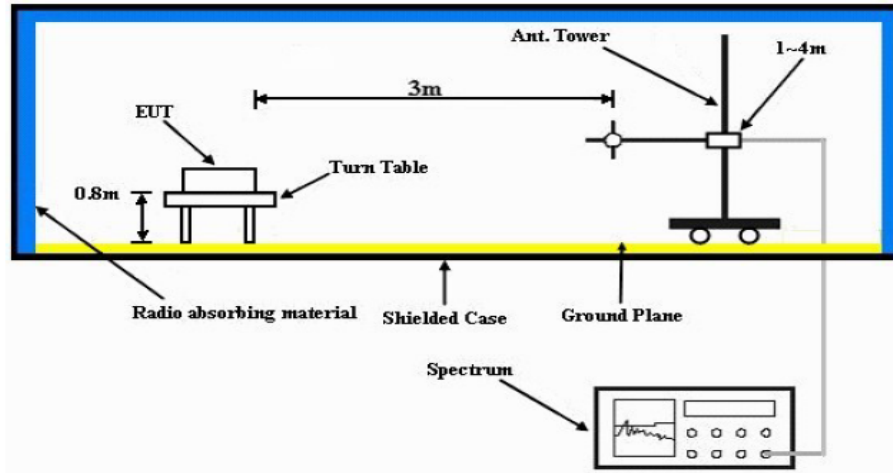 Ant. Tower
1~4m
3m
EUT
Turn Table
0.8m
Radio absorbing material
Shielded Case
Ground Plane
Spectrum